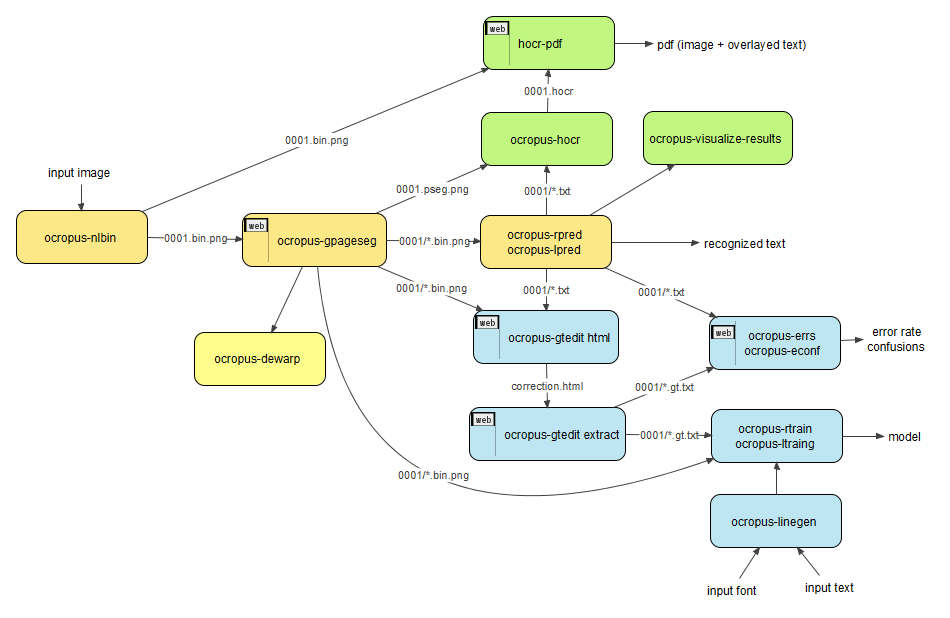 web
hocr-pdf
pdf (image + overlayed text)
0001.hocr
0001.bin.png
ocropus-hocr
ocropus-visualize-results
input image
0001.pseg.png
0001/*.txt
ocropus-nlbin
0001.bin.png
web
ocropus-gpageseg
0001/*.bin.png
ocropus-rpred
ocropus-lpred
recognized text
0001/*.bin.png
0001/*.txt
0001/*.txt
web
ocropus-gtedit html
web
ocropus-errs
ocropus-econf
error rate
confusions
ocropus-dewarp
correction.html
0001/*.gt.txt
web
ocropus-gtedit extract
0001/*.gt.txt
ocropus-rtrain
ocropus-ltraing
model
0001/*.bin.png
ocropus-linegen
input font
input text